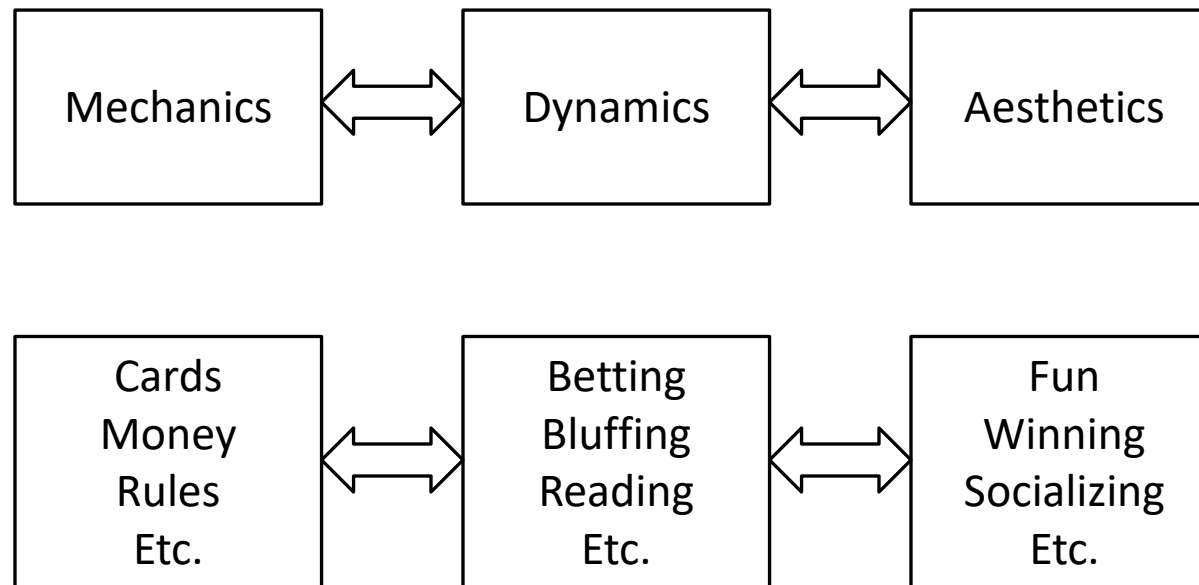 Mechanics
Dynamics
Aesthetics
Cards
Money
Rules
Etc.
Betting
Bluffing
Reading
Etc.
Fun
Winning
Socializing
Etc.